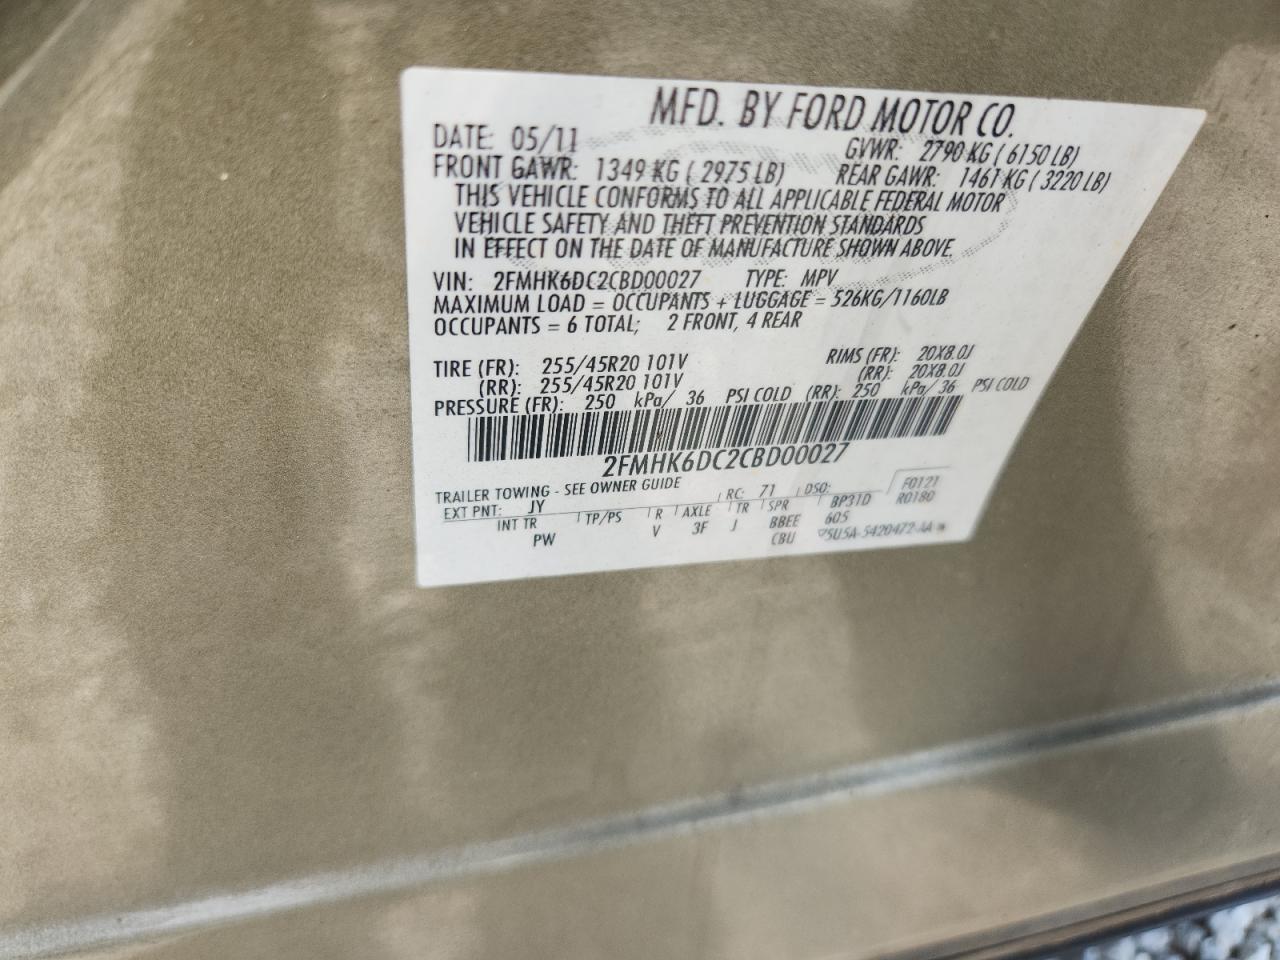 MFD. BY FORD MOTOR CO.
DATE: 05/11 GVWR: 2790 KG ( 6150 LB)
FRONT GAWR: 1349 KG ( 2975 LB) REAR GAWR: 1461 KG ( 3220 LB)
THIS VEHICLE CONFORMS TO ALL APPLICABLE FEDERAL MOTOR
VEHICLE SAFETY AND THEFT PREVENTION STANDARDS
IN EFFECT ON THE DATE OF MANUFACTURE SHOWN ABOVE.
VIN: 2FMHK6DC2CBD00027 TYPE: MPV
MAXIMUM LOAD = OCCUPANTS + LUGGAGE = 526KG/1160LB
OCCUPANTS = 6 TOTAL; 2 FRONT, 4 REAR
TIRE (FR): 255/45R20 101V RIMS (FR): 20X8.0J
(RR): 255/45R20 101V (RR): 20X8.0J
PRESSURE (FR): 250 kPa/ 36 PSI COLD (RR): 250 kPa/ 36 PSI COLD
2FMHK6DC2CBD00027
TRAILER TOWING - SEE OWNER GUIDE
EXT PNT: JY RC: 71 DSO: F0121
INT TR TP/PS R AXLE TR SPR BP31D R0180
PW V 3F J BBEE 605
CBU 5U5A-5420472-AA